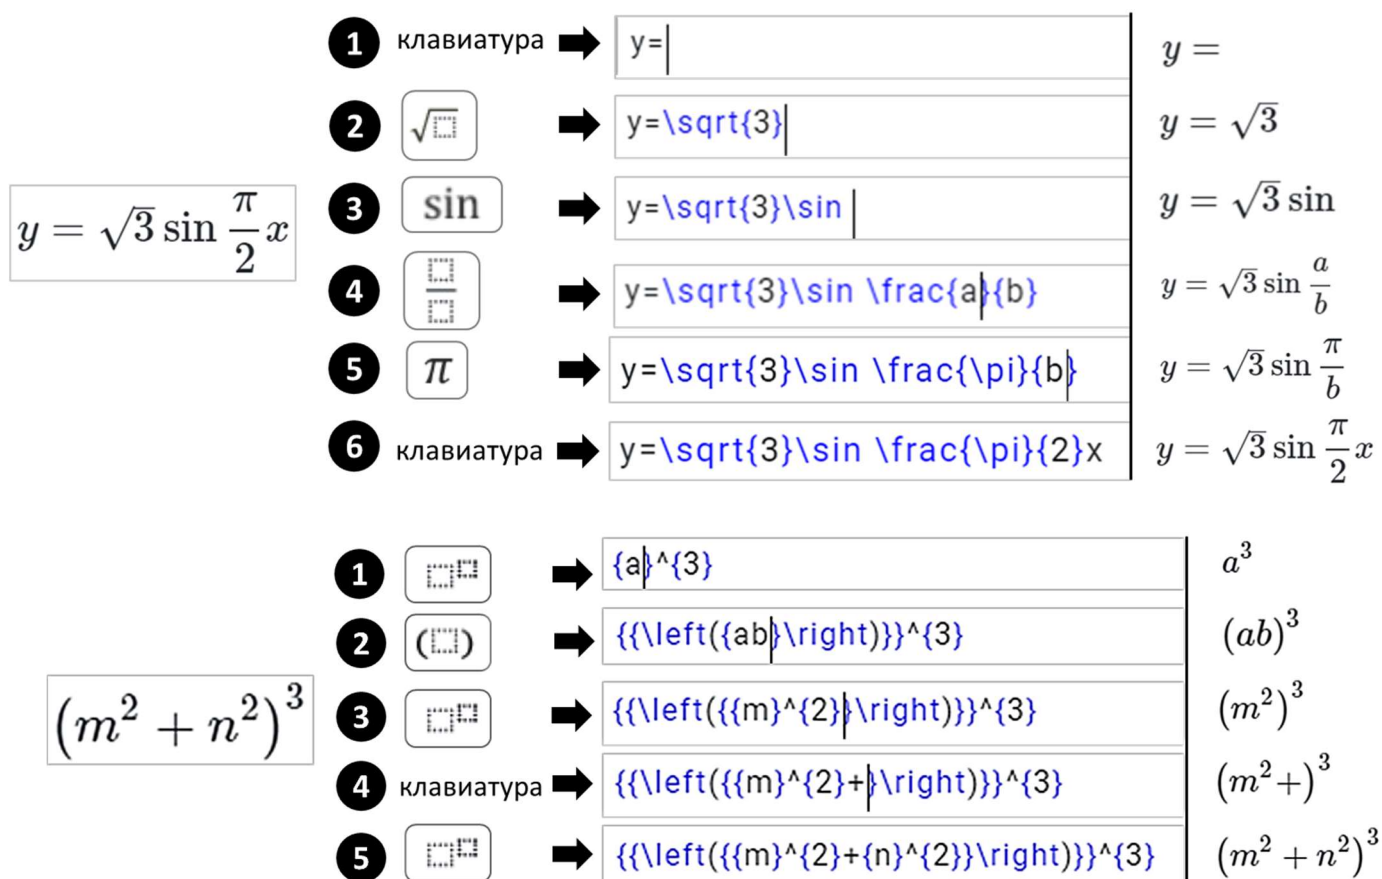 1 клавиатура y= y =
2 √ y=\sqrt{3} y = √3
3 sin y=\sqrt{3}\sin y = √3 sin
y = √3 sin π/2 x
4 y=\sqrt{3}\sin \frac{a}{b} y = √3 sin a/b
5 π y=\sqrt{3}\sin \frac{\pi}{b} y = √3 sin π/b
6 клавиатура y=\sqrt{3}\sin \frac{\pi}{2}x y = √3 sin π/2 x
1 {a}^{3} a³
2 () {{\left({ab}\right)}}^{3} (ab)³
(m² + n²)³
3 {{\left({{m}^{2}}\right)}}^{3} (m²)³
4 клавиатура {{\left({{m}^{2}+}\right)}}^{3} (m²+)³
5 {{\left({{m}^{2}+{n}^{2}}\right)}}^{3} (m² + n²)³